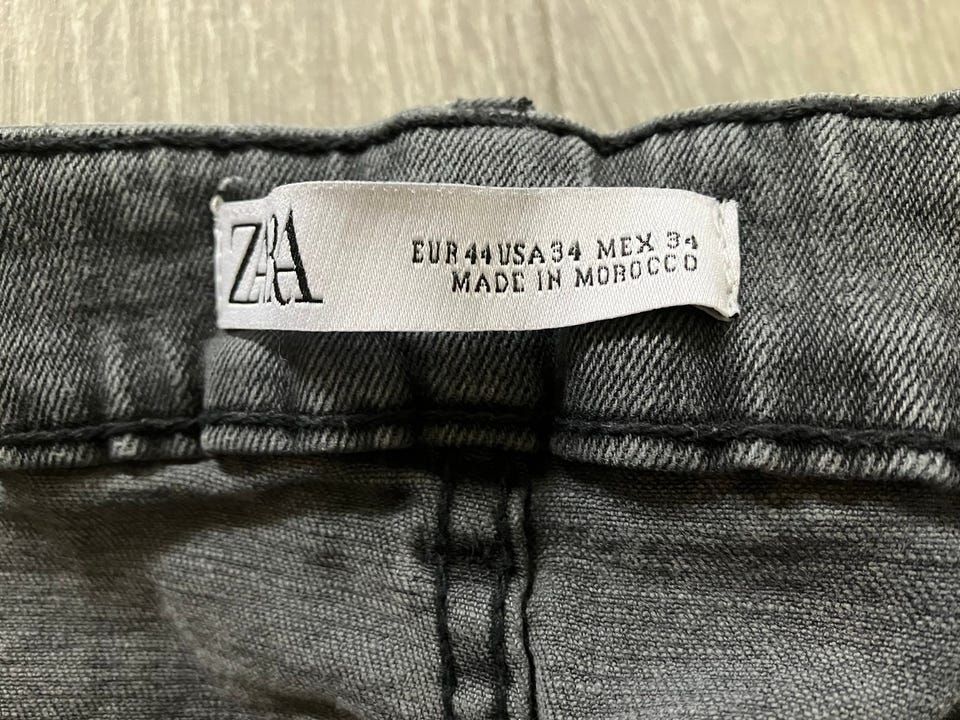 ZARA
EUR 44 USA 34 MEX 34
MADE IN MOROCCO